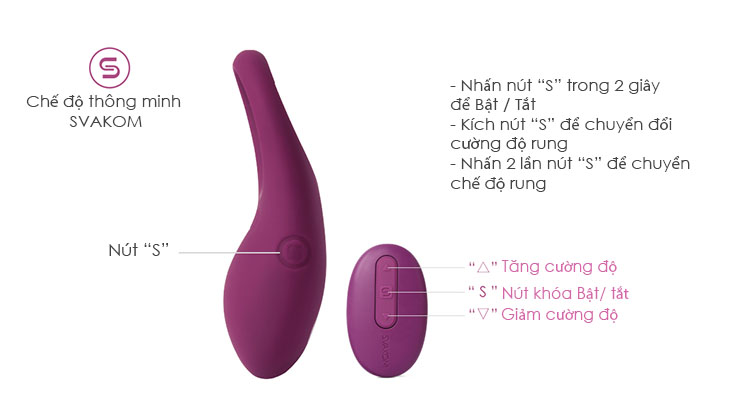 Chế độ thông minh
SVAKOM
- Nhấn nút “S” trong 2 giây
để Bật / Tắt
- Kích nút “S” để chuyển đổi
cường độ rung
- Nhấn 2 lần nút “S” để chuyền
chế độ rung
Nút “S”
“△” Tăng cường độ
“ S ” Nút khóa Bật/ tắt
“▽” Giảm cường độ
SVAKOM